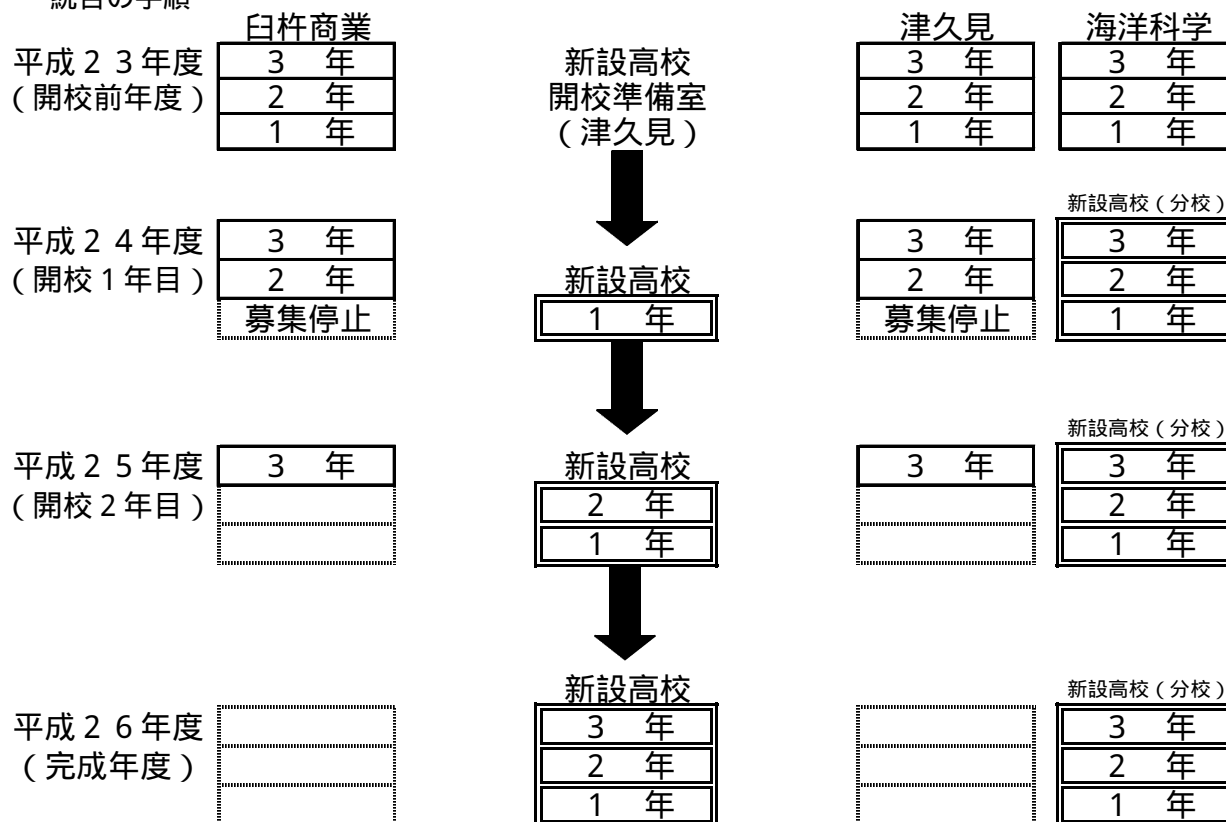 統合の手順
臼杵商業 津久見 海洋科学
平成２３年度 3 年 新設高校 3 年 3 年
（開校前年度） 2 年 開校準備室 2 年 2 年
1 年 （津久見） 1 年 1 年
新設高校（分校）
平成２４年度 3 年 3 年 3 年
（開校１年目） 2 年 新設高校 2 年 2 年
募集停止 1 年 募集停止 1 年
新設高校（分校）
平成２５年度 3 年 新設高校 3 年 3 年
（開校２年目） 2 年 2 年
1 年 1 年
新設高校 新設高校（分校）
平成２６年度 3 年 3 年
（完成年度） 2 年 2 年
1 年 1 年